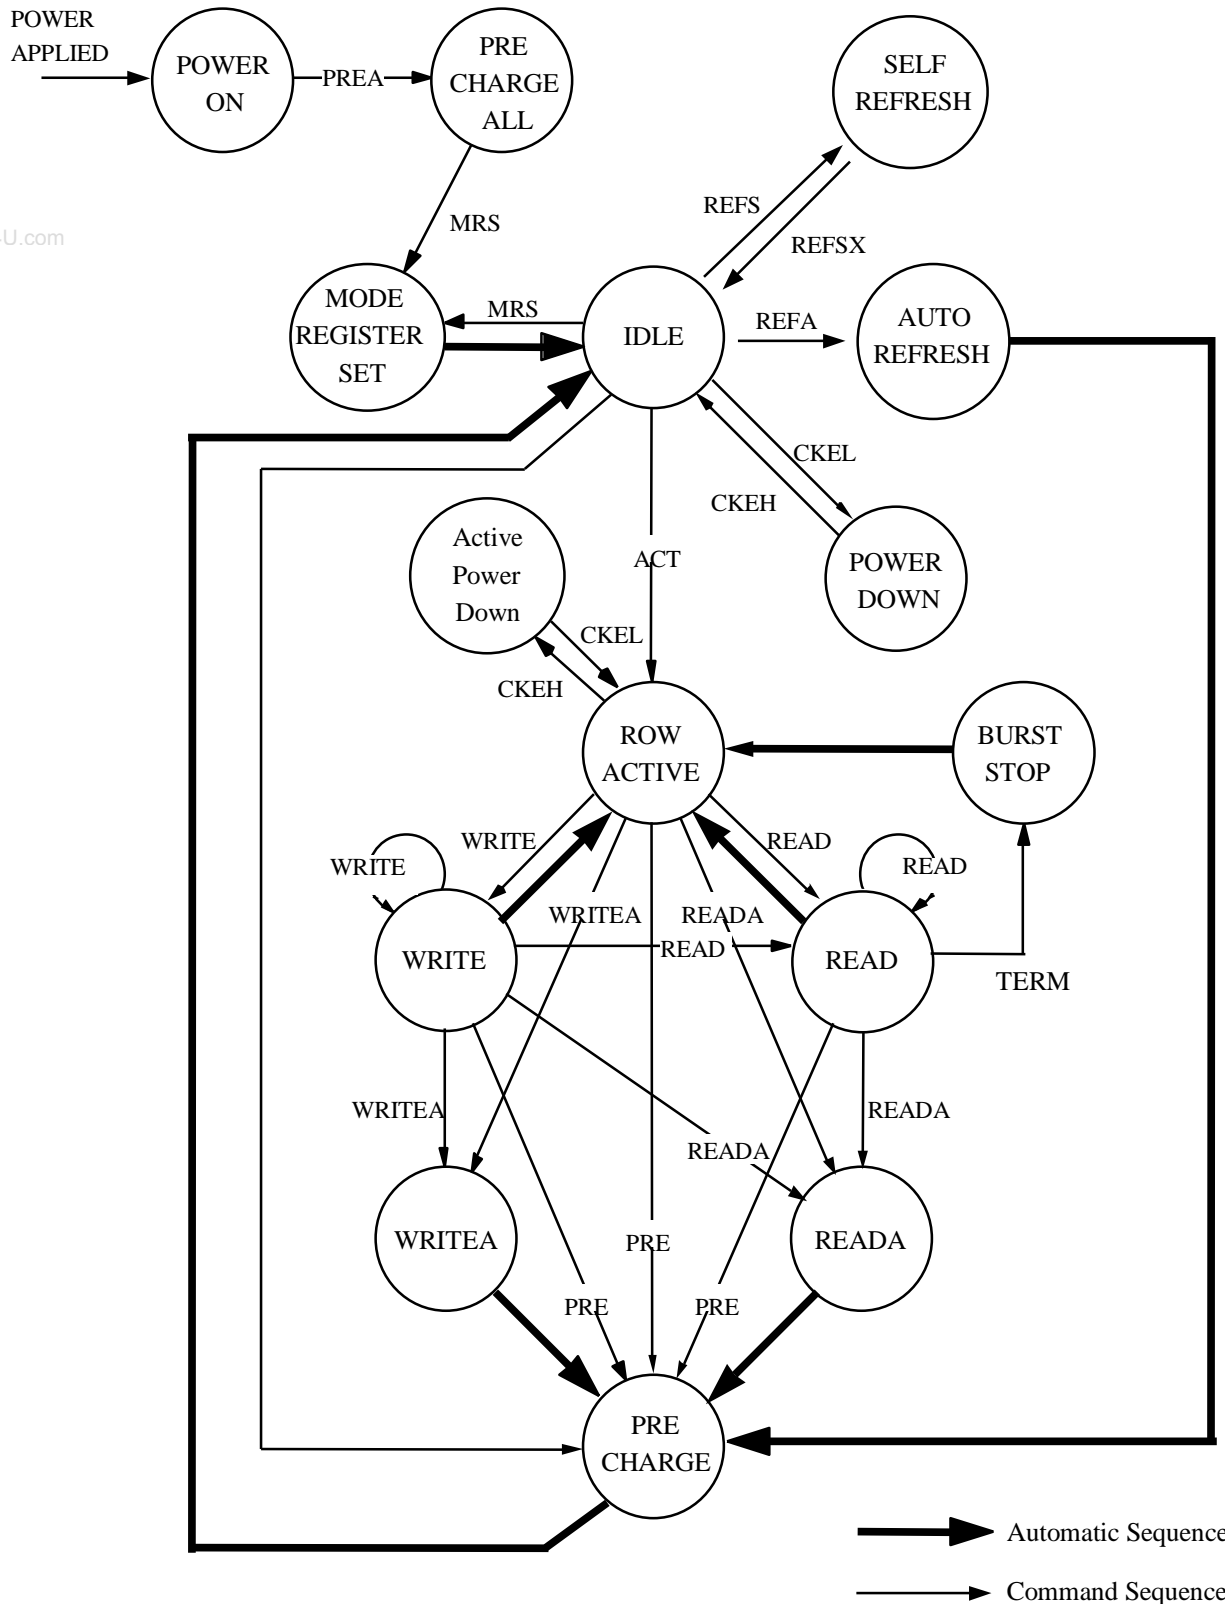 POWER
APPLIED
POWER
ON
PREA
PRE
CHARGE
ALL
SELF
REFRESH
MRS
REFS
REFSX
U.com
MODE
REGISTER
SET
MRS
IDLE
REFA
AUTO
REFRESH
CKEL
CKEH
Active
Power
Down
ACT
POWER
DOWN
CKEL
CKEH
ROW
ACTIVE
BURST
STOP
WRITE
READ
WRITE
READ
WRITEA
READA
WRITE
READ
READ
TERM
WRITEA
READA
READA
WRITEA
READA
PRE
PRE
PRE
PRE
CHARGE
Automatic Sequence
Command Sequence